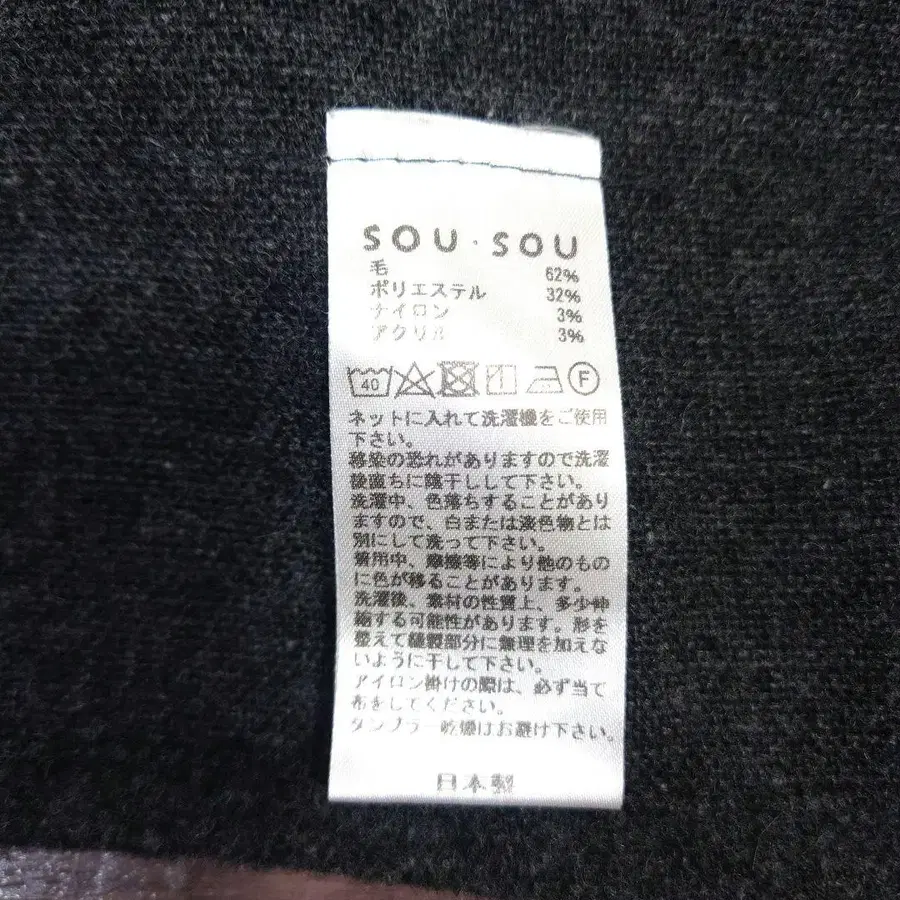 SOU・SOU
毛 62%
ポリエステル 32%
ナイロン 3%
アクリル 3%
40 F
ネットに入れて洗濯機をご使用
下さい。
移染の恐れがありますので洗濯
後直ちに陰干しして下さい。
洗濯中、色落ちすることがあり
ますので、白または淡色物とは
別にして洗って下さい。
着用中、摩擦等により他のもの
に色が移ることがあります。
洗濯後、素材の性質上、多少伸
縮する可能性があります。形を
整えて縫製部分に無理を加えな
いように干して下さい。
アイロン掛けの際は、必ず当て
布をしてください。
タンブラー乾燥はお避け下さい。
日本製